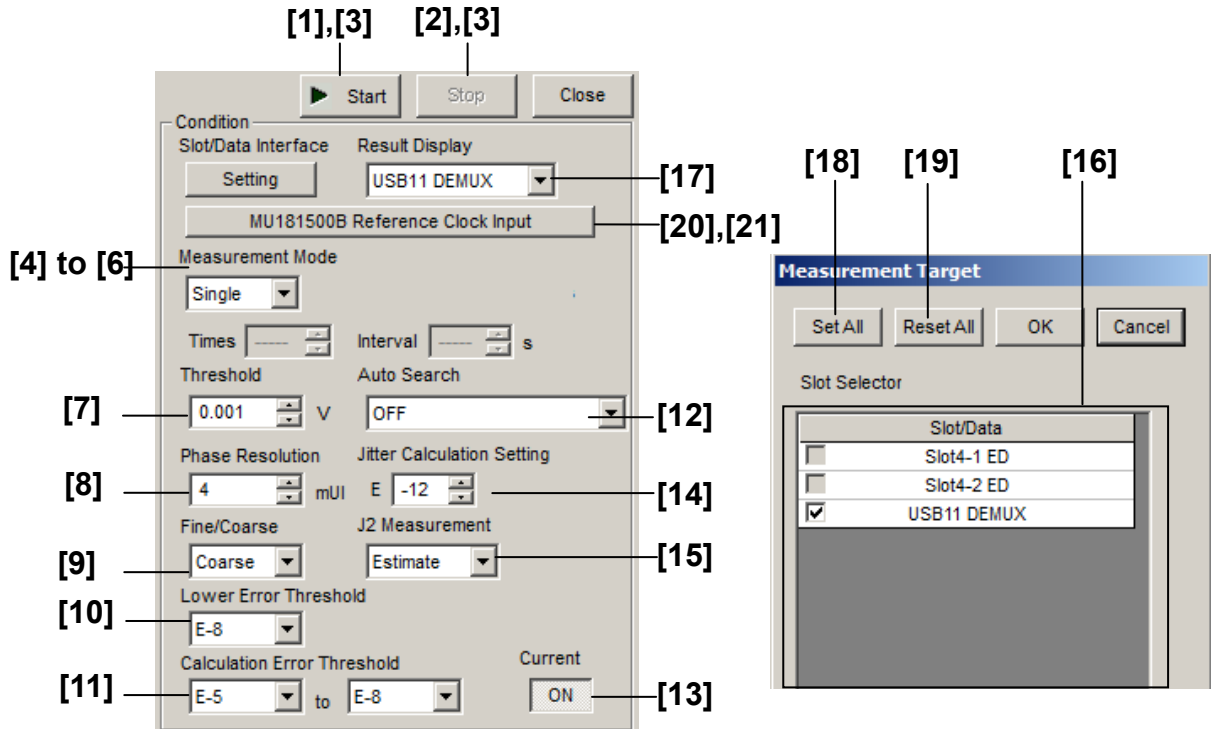 [1],[3] [2],[3]
Start Stop Close
Condition
Slot/Data Interface Result Display
Setting USB11 DEMUX [17]
MU181500B Reference Clock Input [20],[21]
[4] to [6] Measurement Mode
Single
Times ----- Interval ----- s
Threshold Auto Search
[7] 0.001 V OFF [12]
Phase Resolution Jitter Calculation Setting
[8] 4 mUI E -12 [14]
Fine/Coarse J2 Measurement
[9] Coarse Estimate [15]
Lower Error Threshold
[10] E-8
Calculation Error Threshold Current
[11] E-5 to E-8 ON [13]
[18] [19] [16]
Measurement Target
Set All Reset All OK Cancel
Slot Selector
Slot/Data
Slot4-1 ED
Slot4-2 ED
USB11 DEMUX